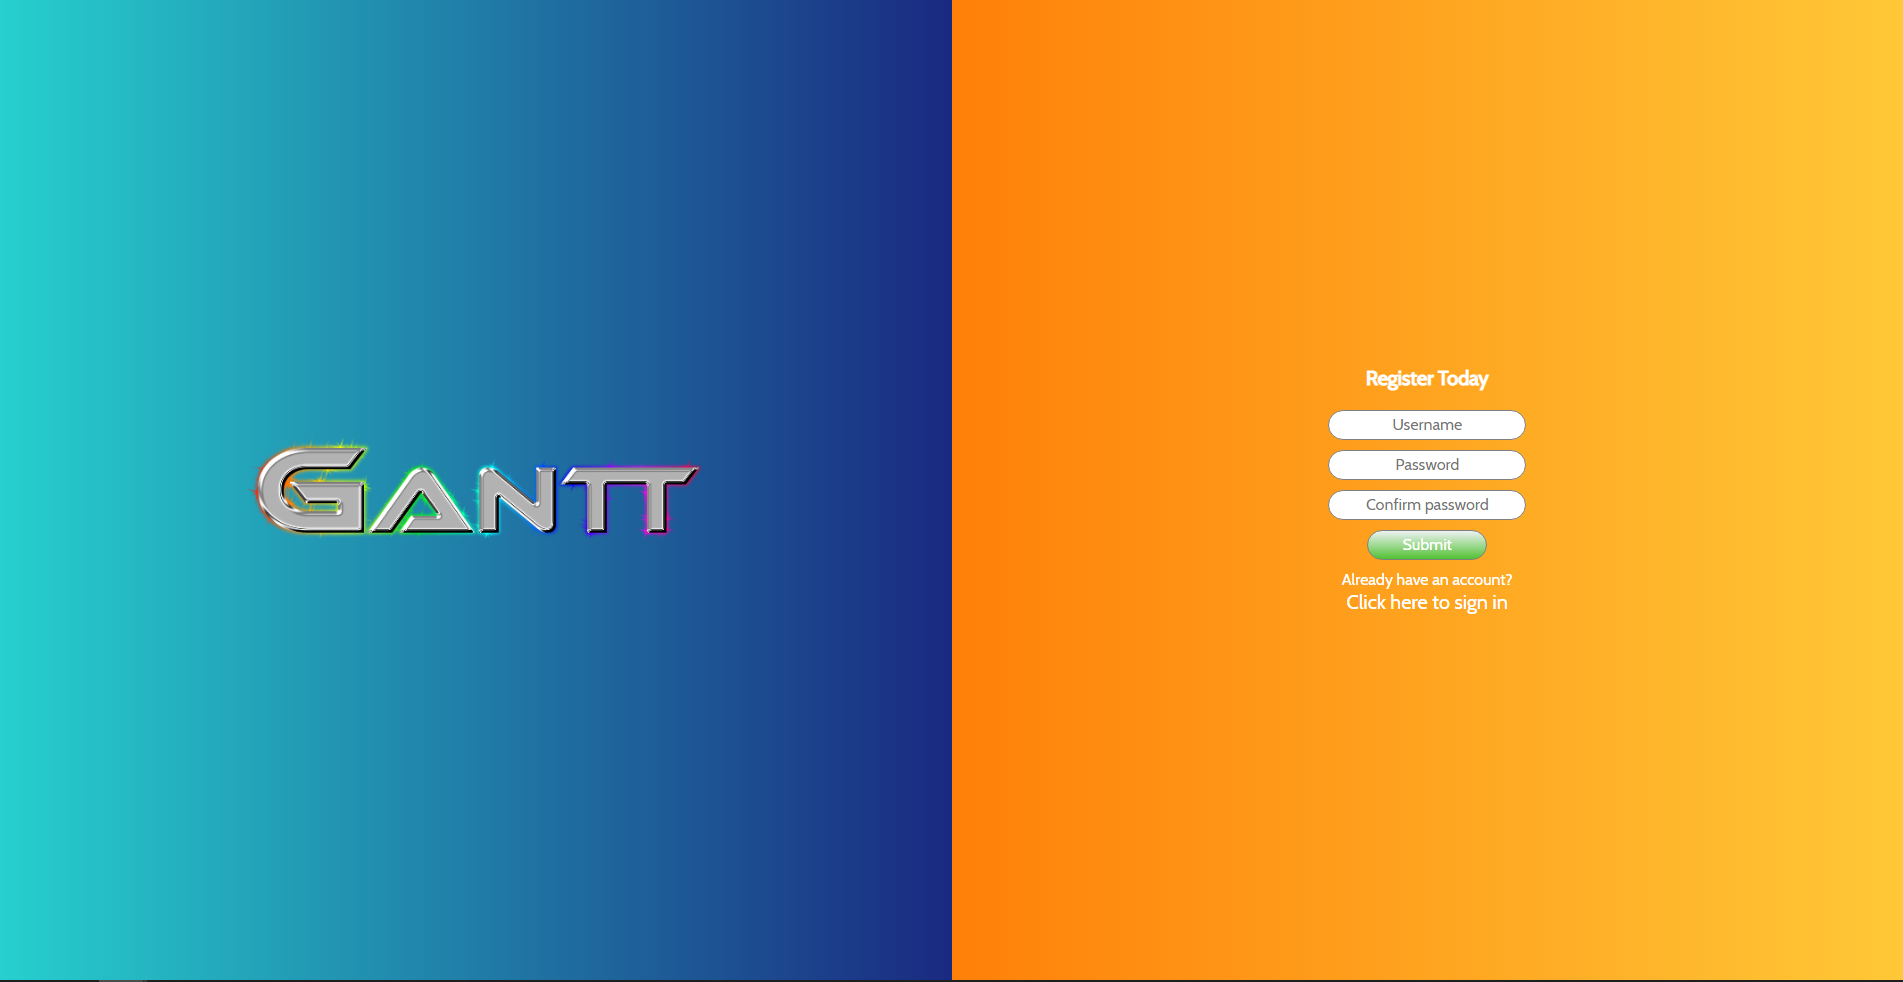 Gantt
Register Today
Username
Password
Confirm password
Submit
Already have an account?
Click here to sign in